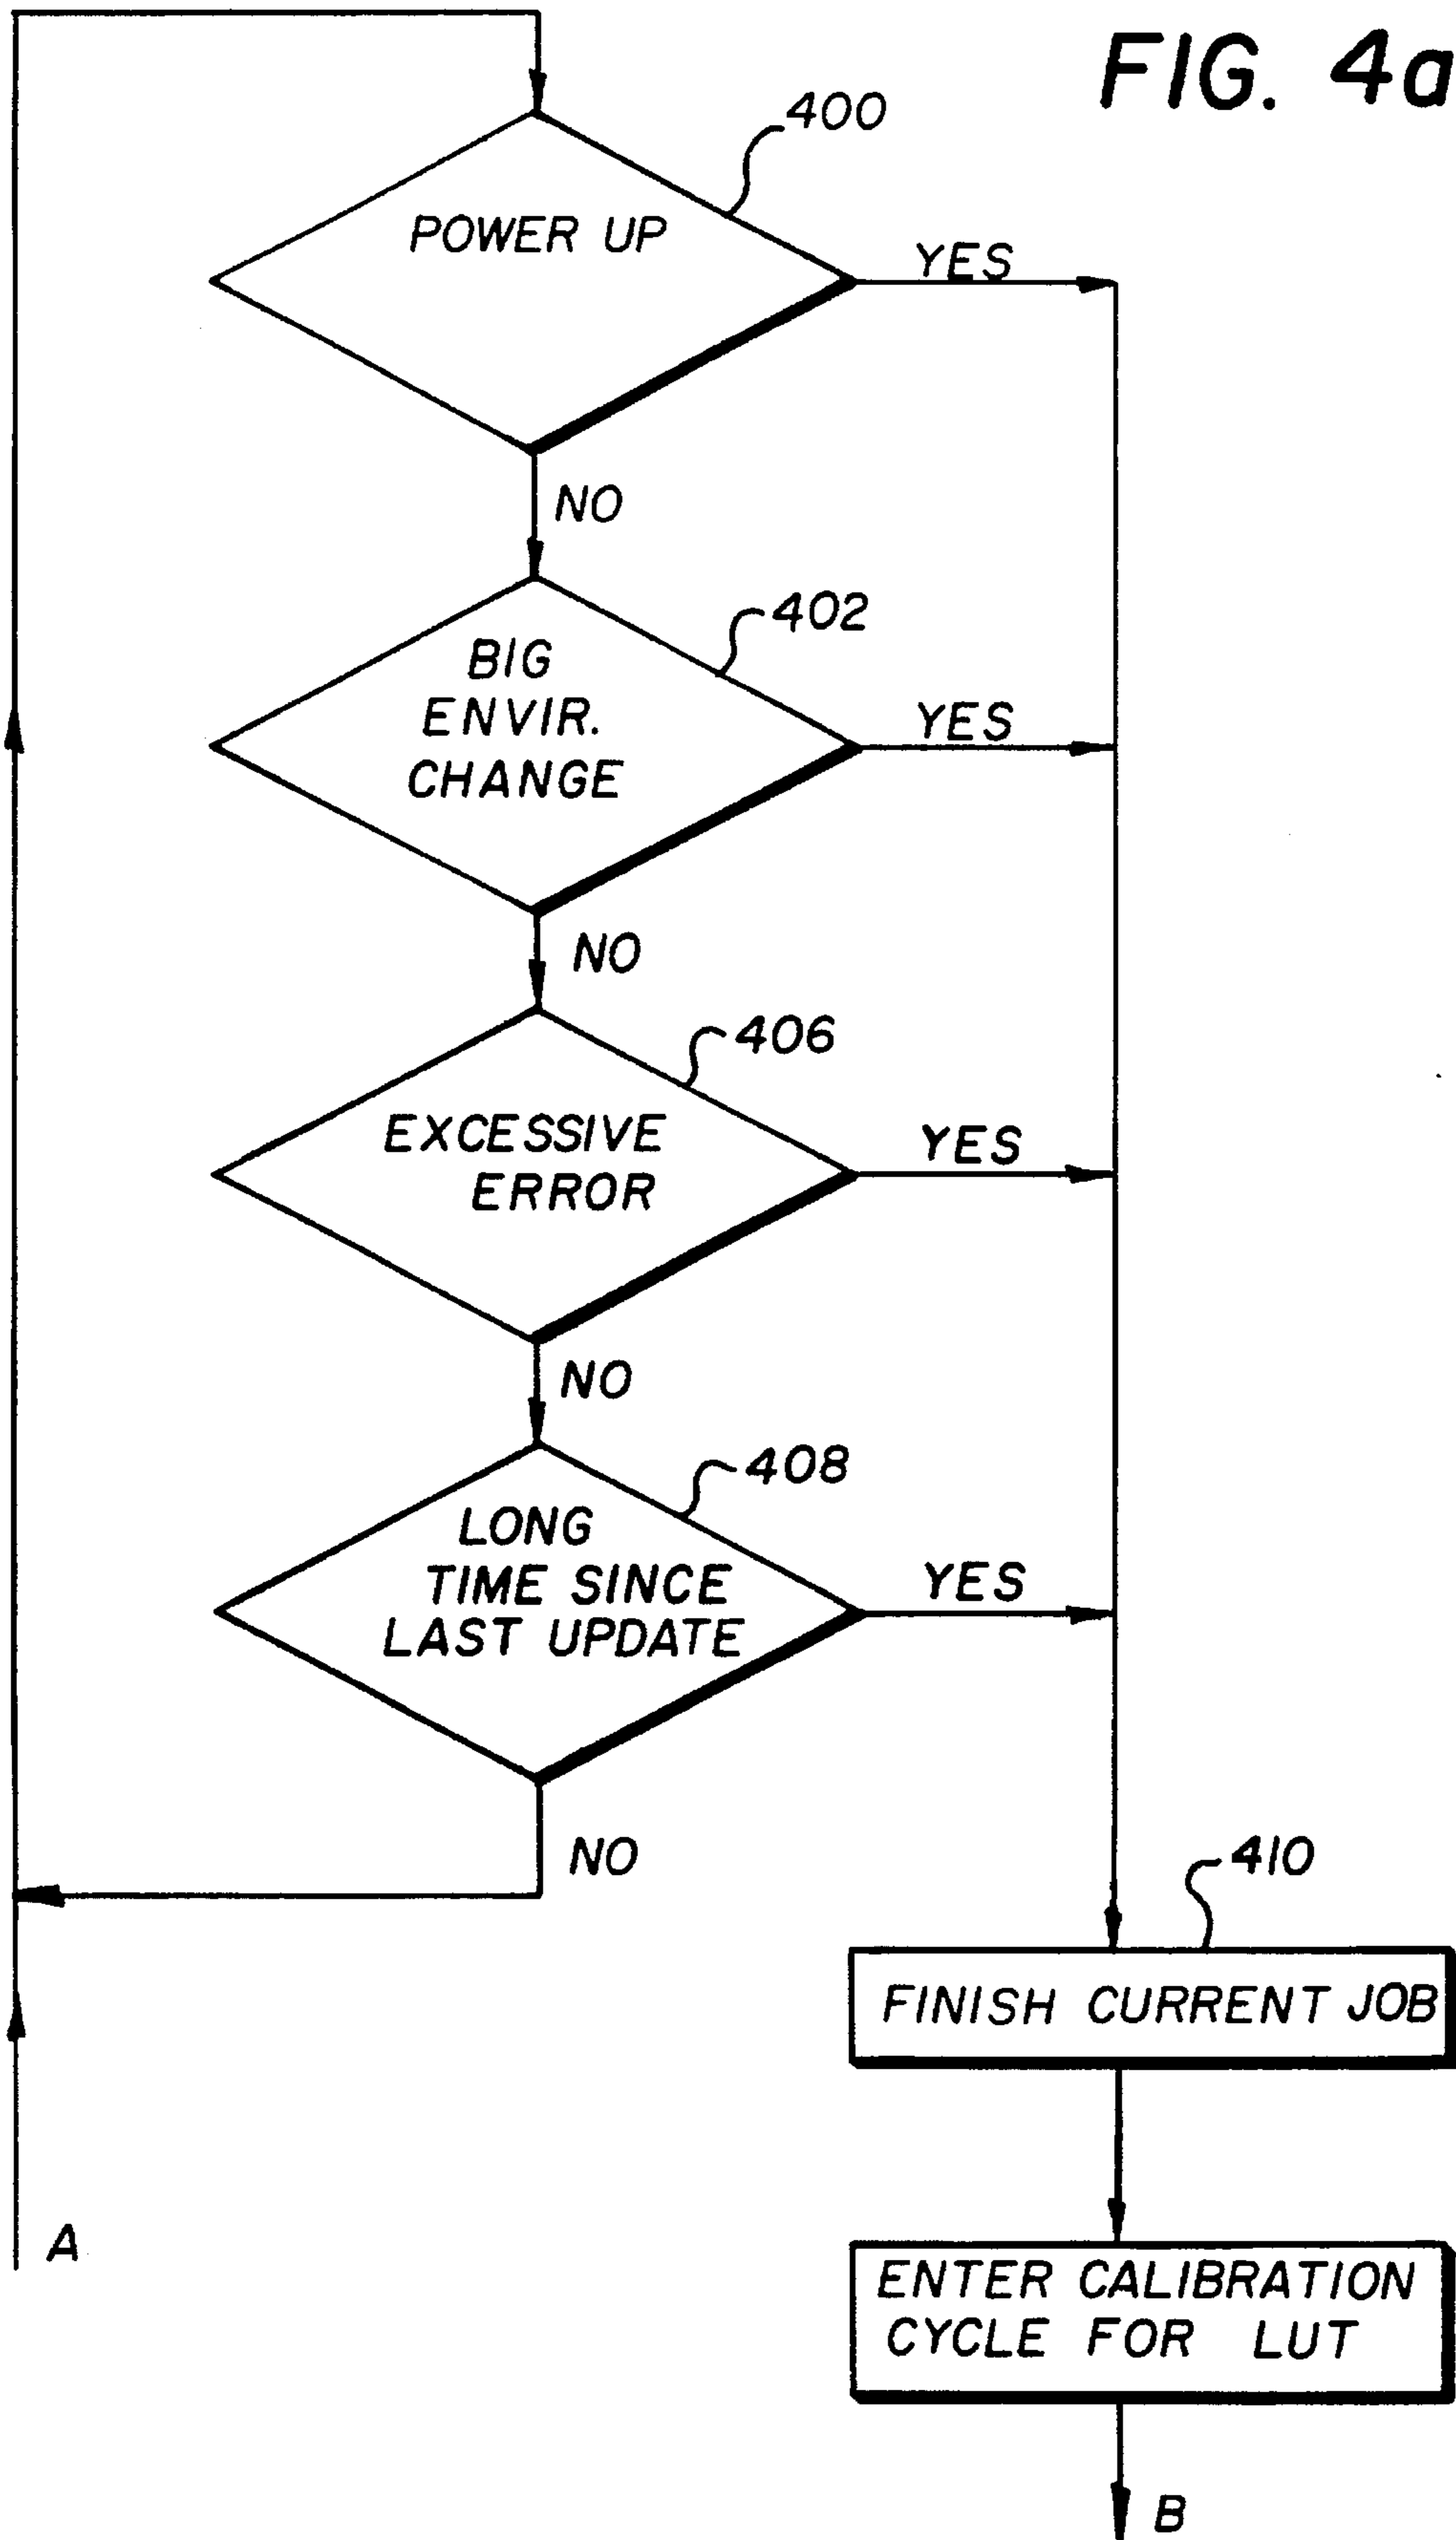 FIG. 4a
400
POWER UP
YES
NO
402
BIG
ENVIR.
CHANGE
YES
NO
406
EXCESSIVE
ERROR
YES
NO
408
LONG
TIME SINCE
LAST UPDATE
YES
NO
410
FINISH CURRENT JOB
A
ENTER CALIBRATION
CYCLE FOR LUT
B